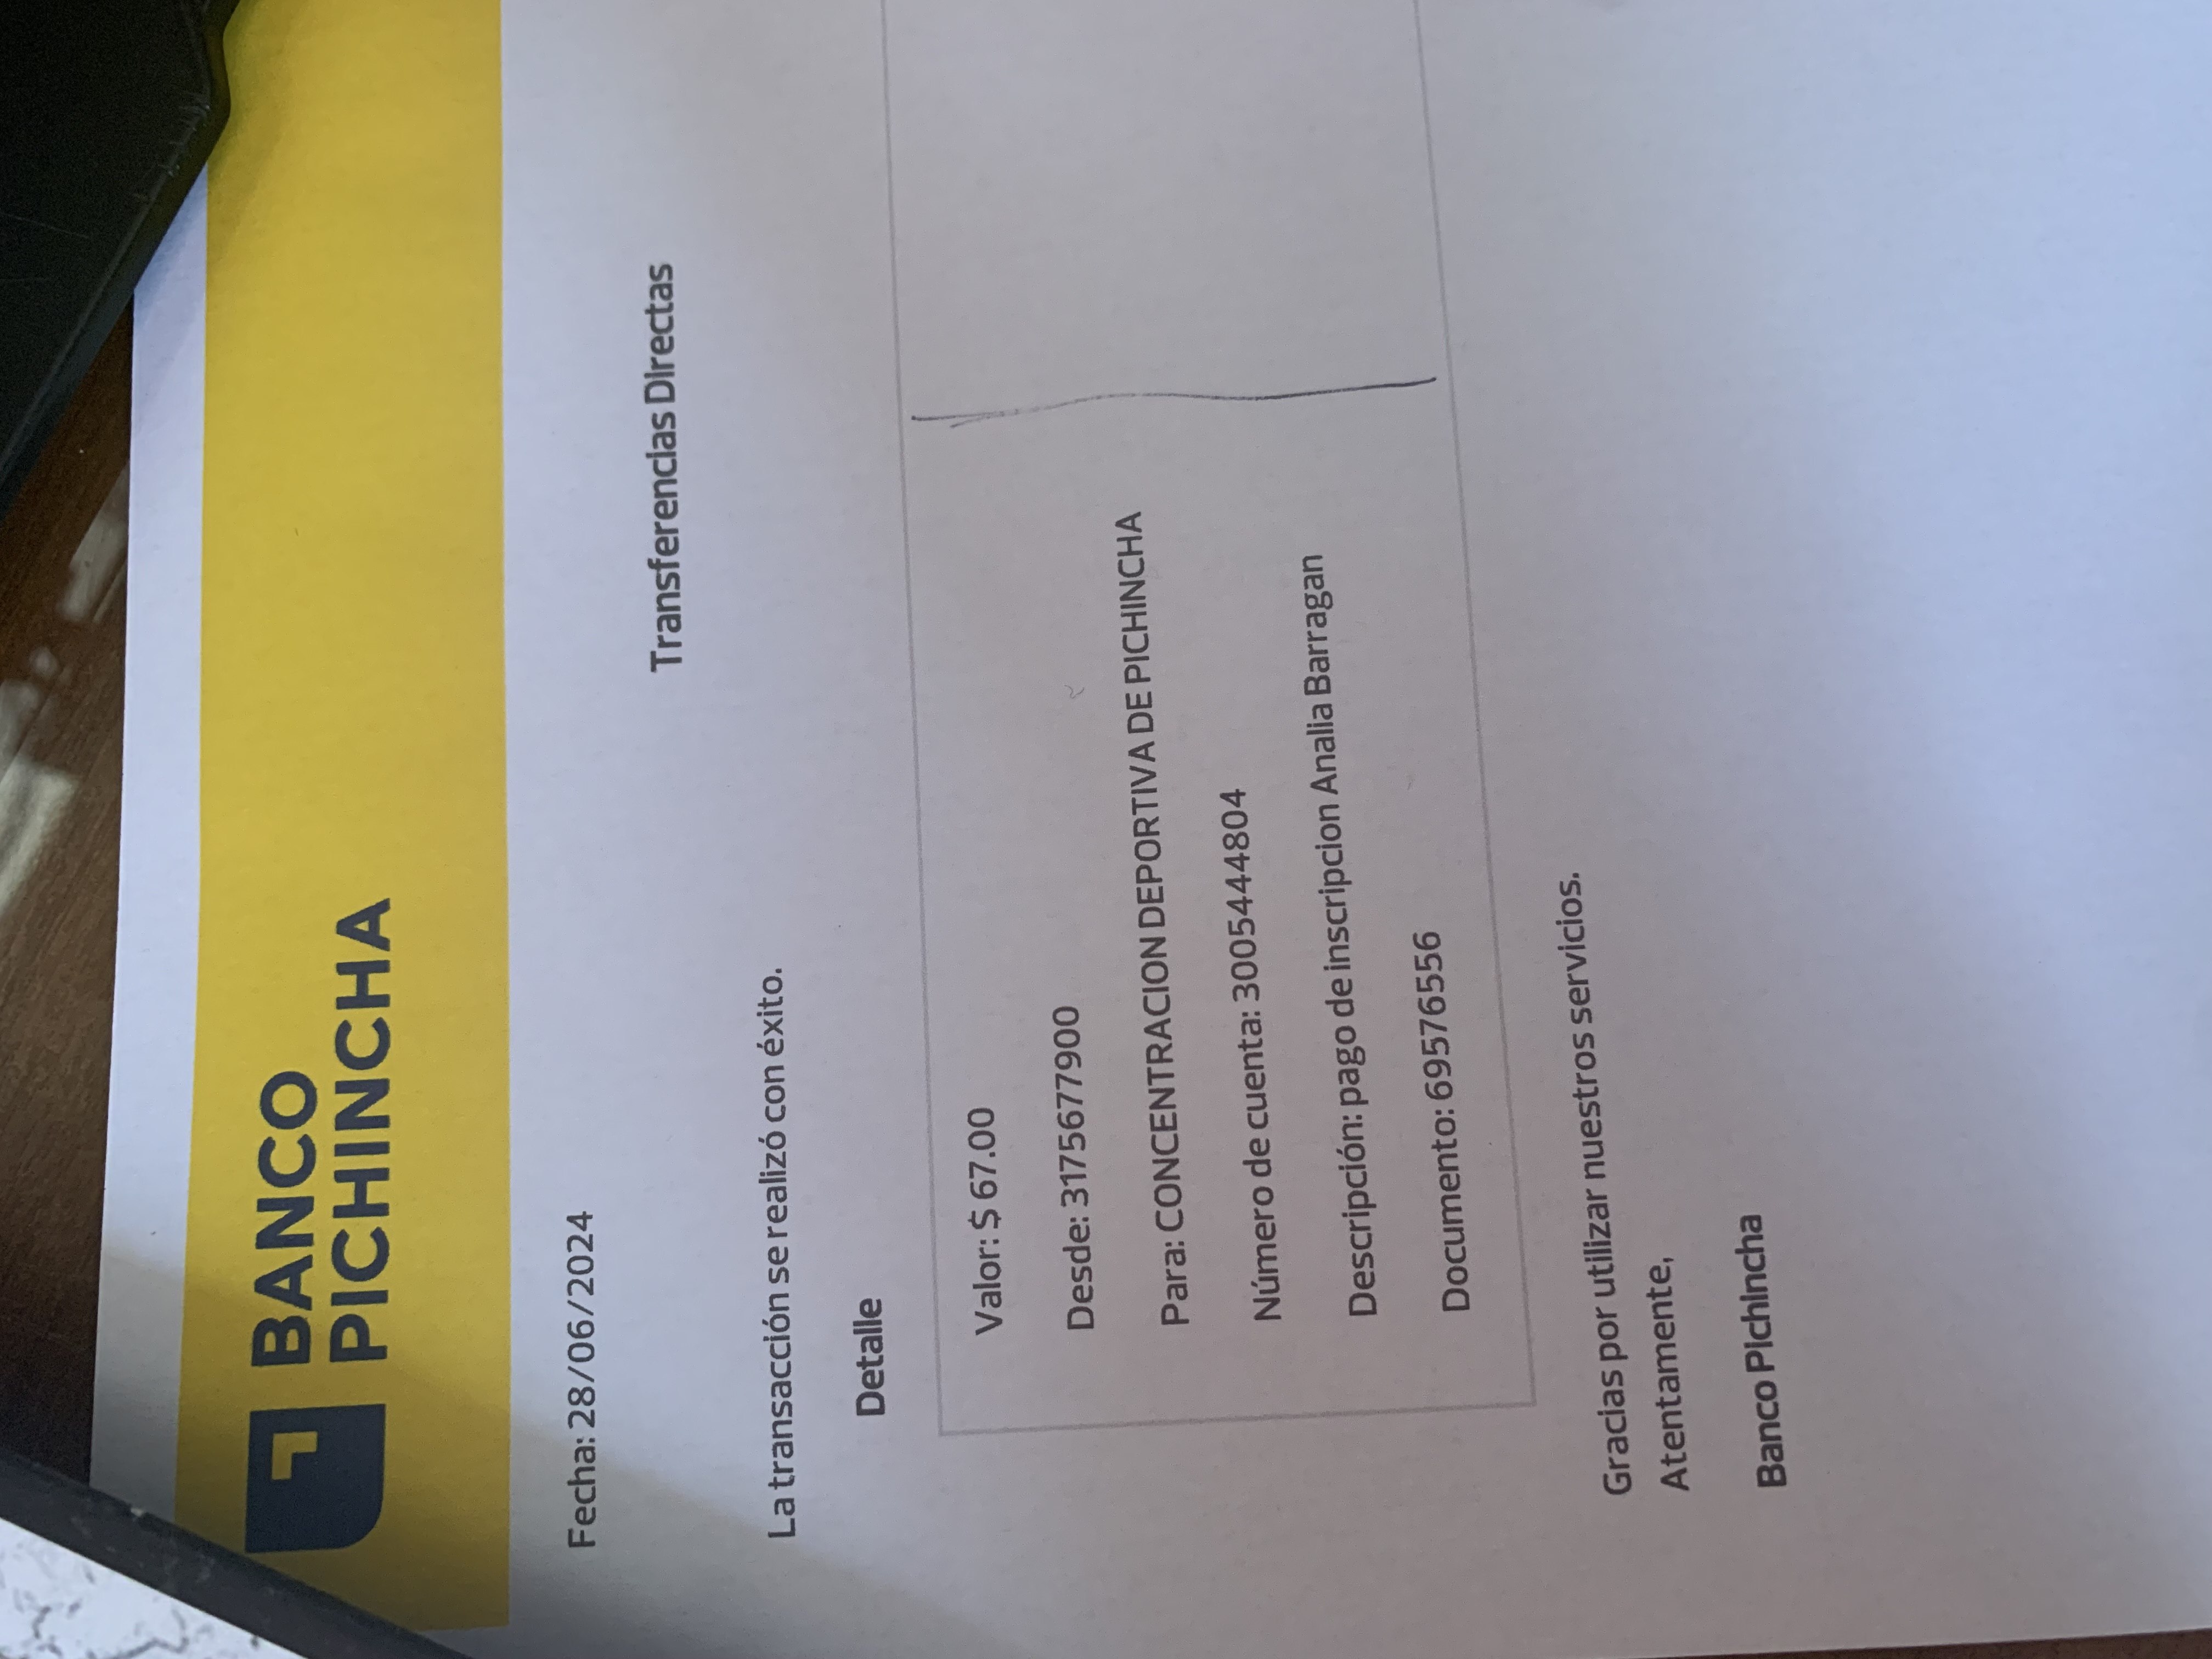 BANCO
PICHINCHA
Fecha: 28/06/2024
Transferencias Directas
La transacción se realizó con éxito.
Detalle
Valor: $ 67.00
Desde: 3175677900
Para: CONCENTRACION DEPORTIVA DE PICHINCHA
Número de cuenta: 3005444804
Descripción: pago de inscripcion Analia Barragan
Documento: 69576556
Gracias por utilizar nuestros servicios.
Atentamente,
Banco Pichincha